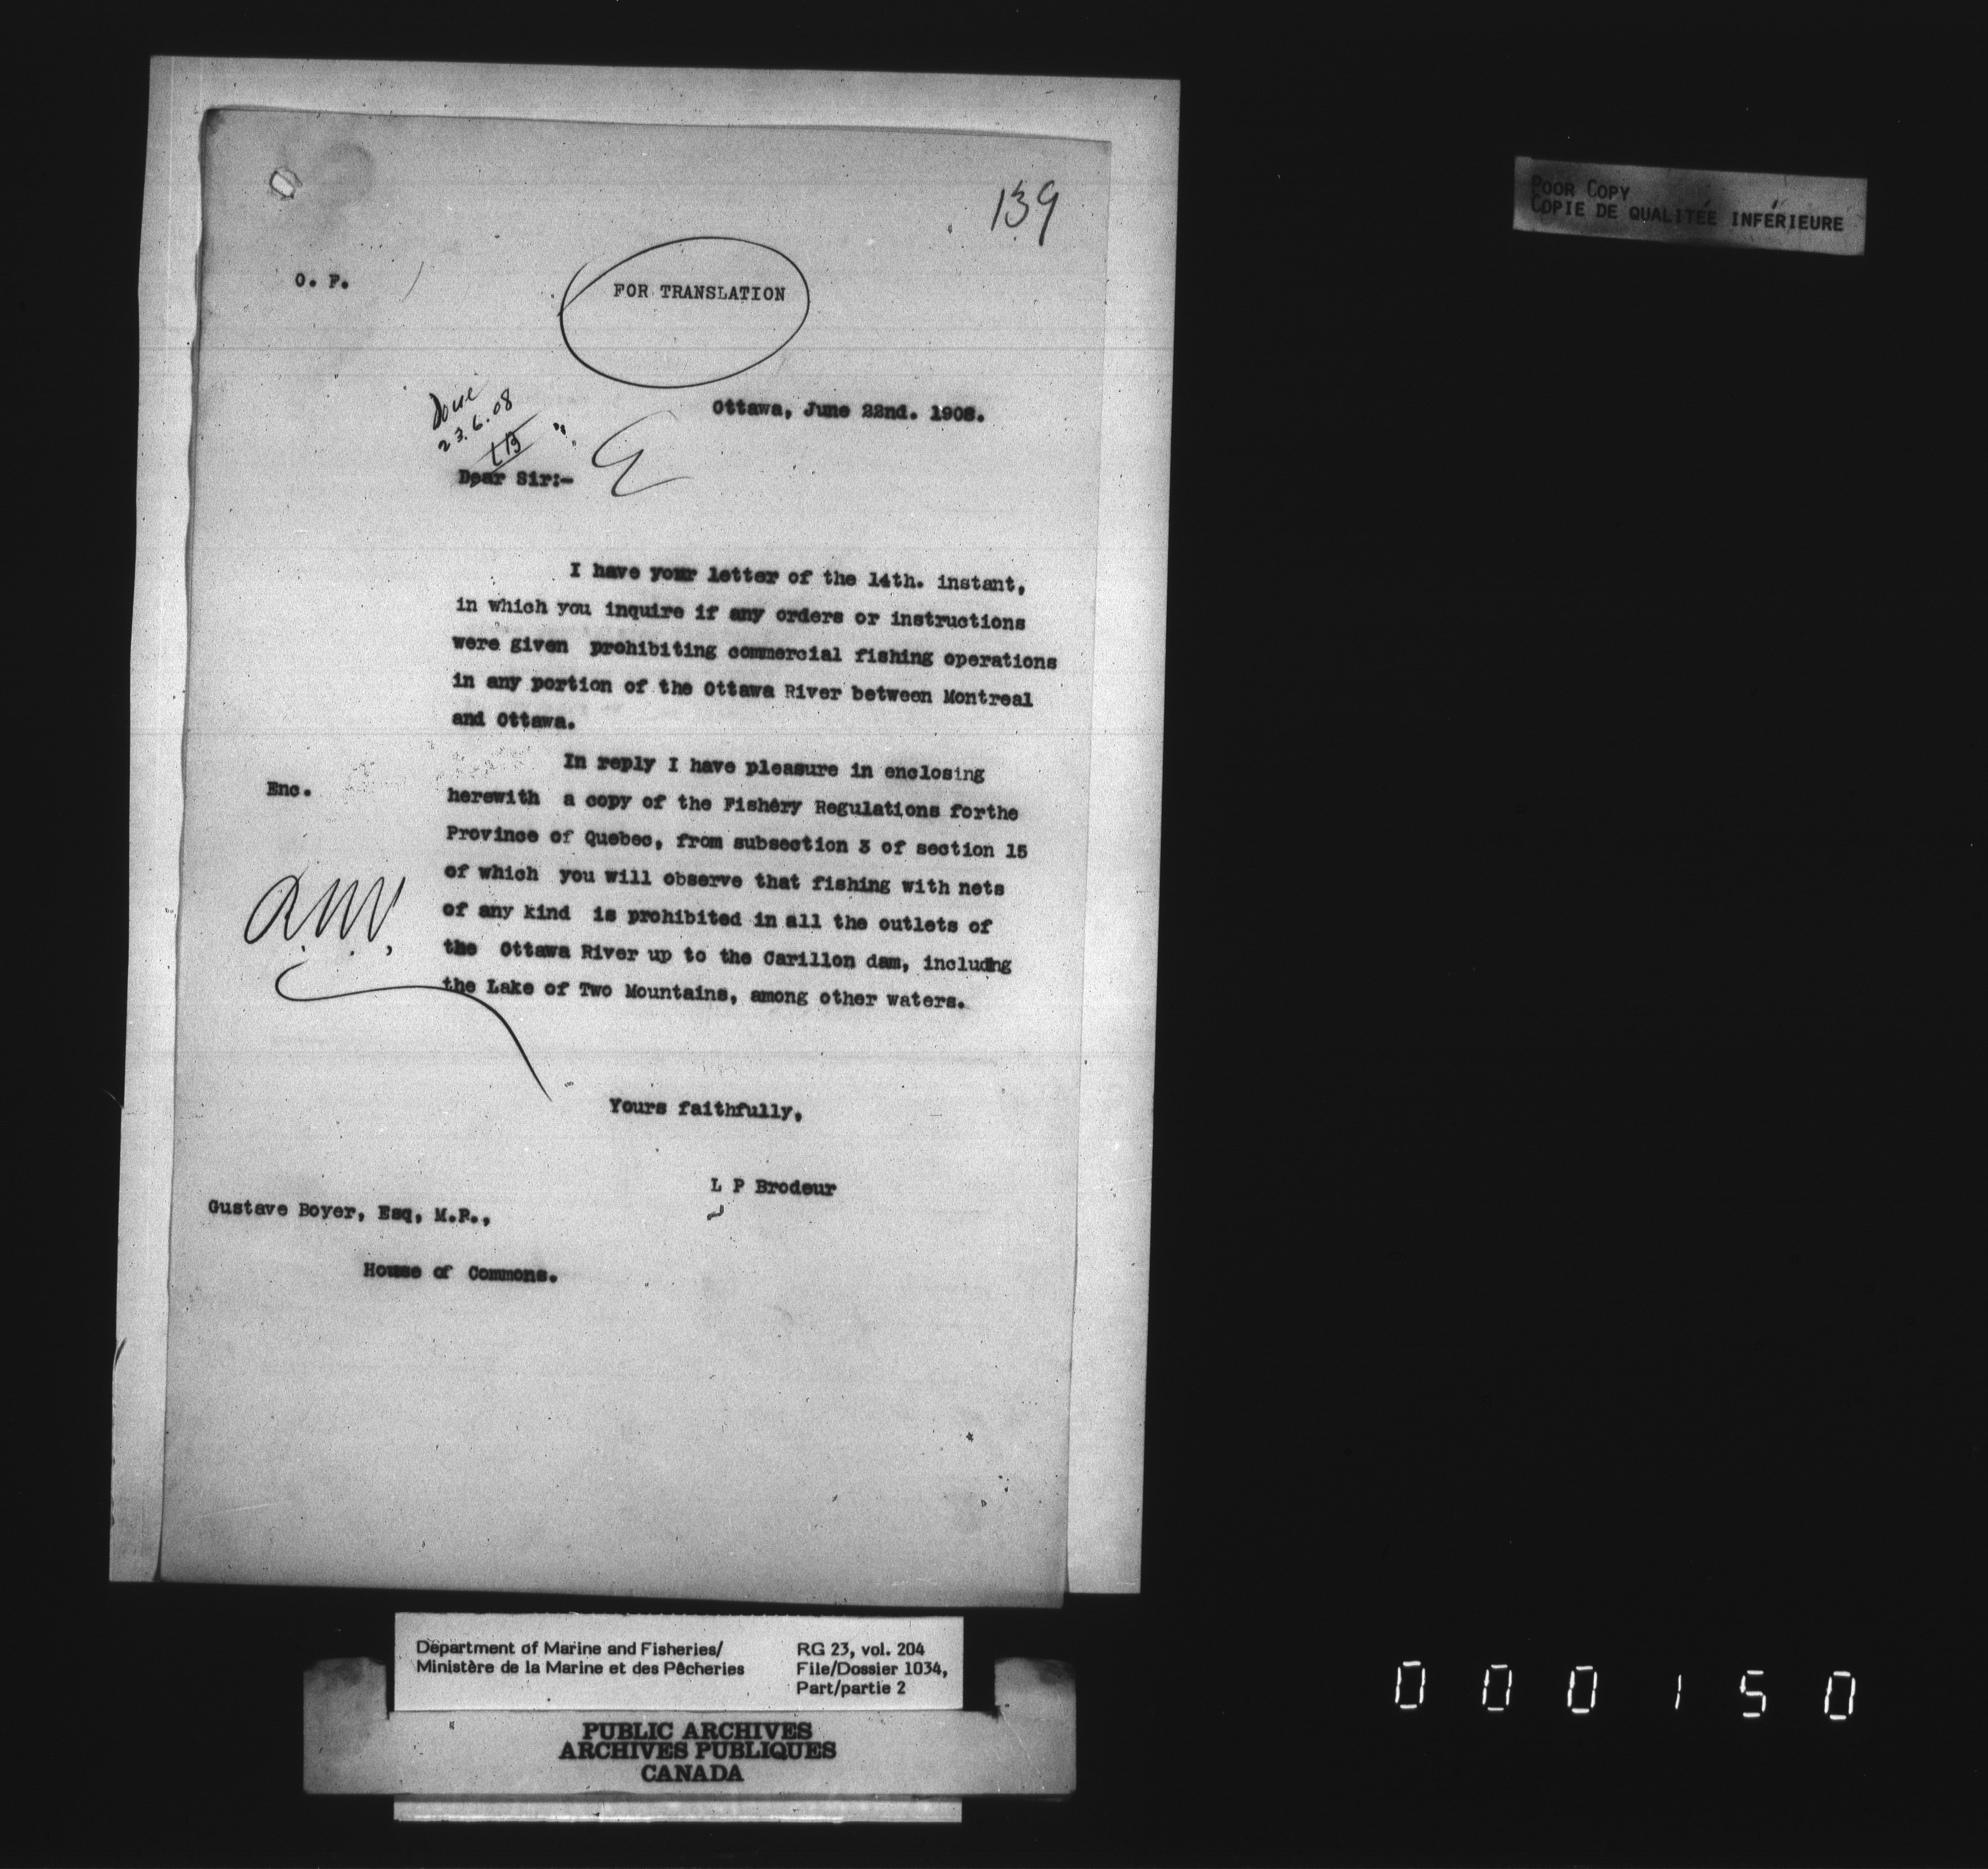 139
POOR COPY
COPIE DE QUALITÉE INFÉRIEURE
O. F.
FOR TRANSLATION
Done
23.6.08
LB
Ottawa, June 22nd. 1908.
Dear Sir:-
I have your letter of the 14th. instant,
in which you inquire if any orders or instructions
were given prohibiting commercial fishing operations
in any portion of the Ottawa River between Montreal
and Ottawa.
In reply I have pleasure in enclosing
Enc.
herewith a copy of the Fishery Regulations forthe
Province of Quebec, from subsection 3 of section 15
of which you will observe that fishing with nets
of any kind is prohibited in all the outlets of
the Ottawa River up to the Carillon dam, including
the Lake of Two Mountains, among other waters.
Yours faithfully,
L P Brodeur
Gustave Boyer, Esq, M.P.,
House of Commons.
Department of Marine and Fisheries/
Ministère de la Marine et des Pêcheries
RG 23, vol. 204
File/Dossier 1034,
Part/partie 2
PUBLIC ARCHIVES
ARCHIVES PUBLIQUES
CANADA
000150